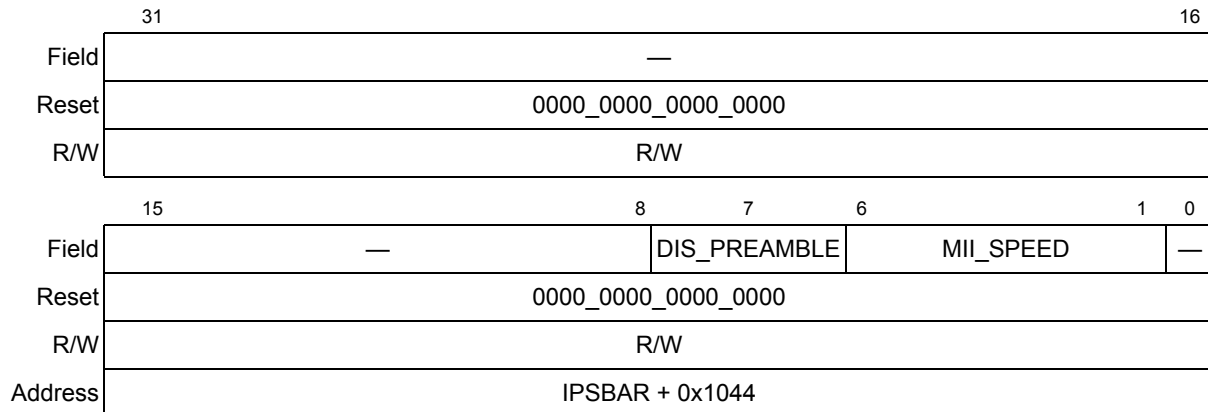 31 16
Field —
Reset 0000_0000_0000_0000
R/W R/W
15 8 7 6 1 0
Field — DIS_PREAMBLE MII_SPEED —
Reset 0000_0000_0000_0000
R/W R/W
Address IPSBAR + 0x1044